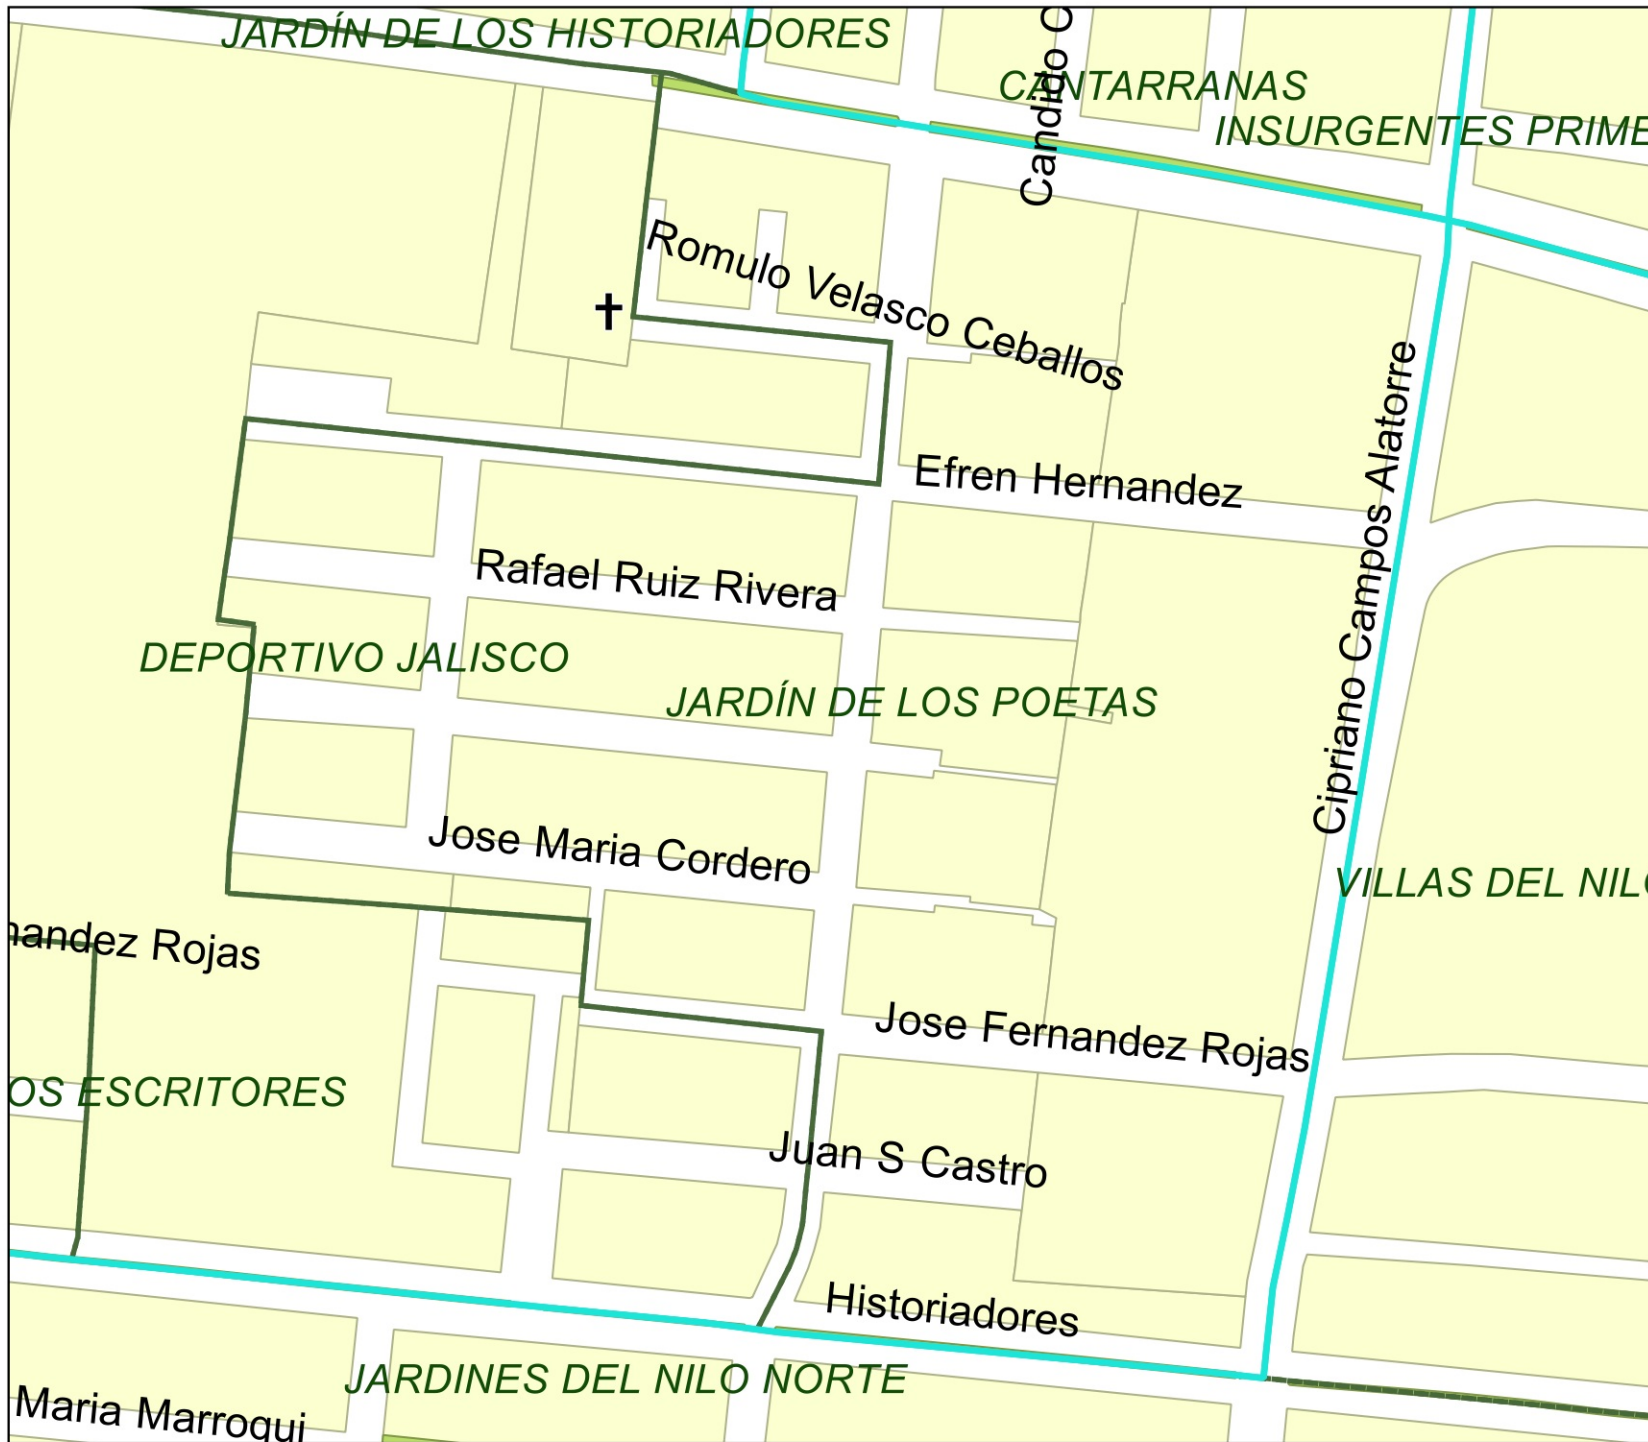 JARDÍN DE LOS HISTORIADORES
Candido C
CANTARRANAS
INSURGENTES PRIME
Romulo Velasco Ceballos
Cipriano Campos Alatorre
Efren Hernandez
Rafael Ruiz Rivera
DEPORTIVO JALISCO
JARDÍN DE LOS POETAS
Jose Maria Cordero
VILLAS DEL NILO
nandez Rojas
Jose Fernandez Rojas
OS ESCRITORES
Juan S Castro
Historiadores
JARDINES DEL NILO NORTE
Maria Marroqui